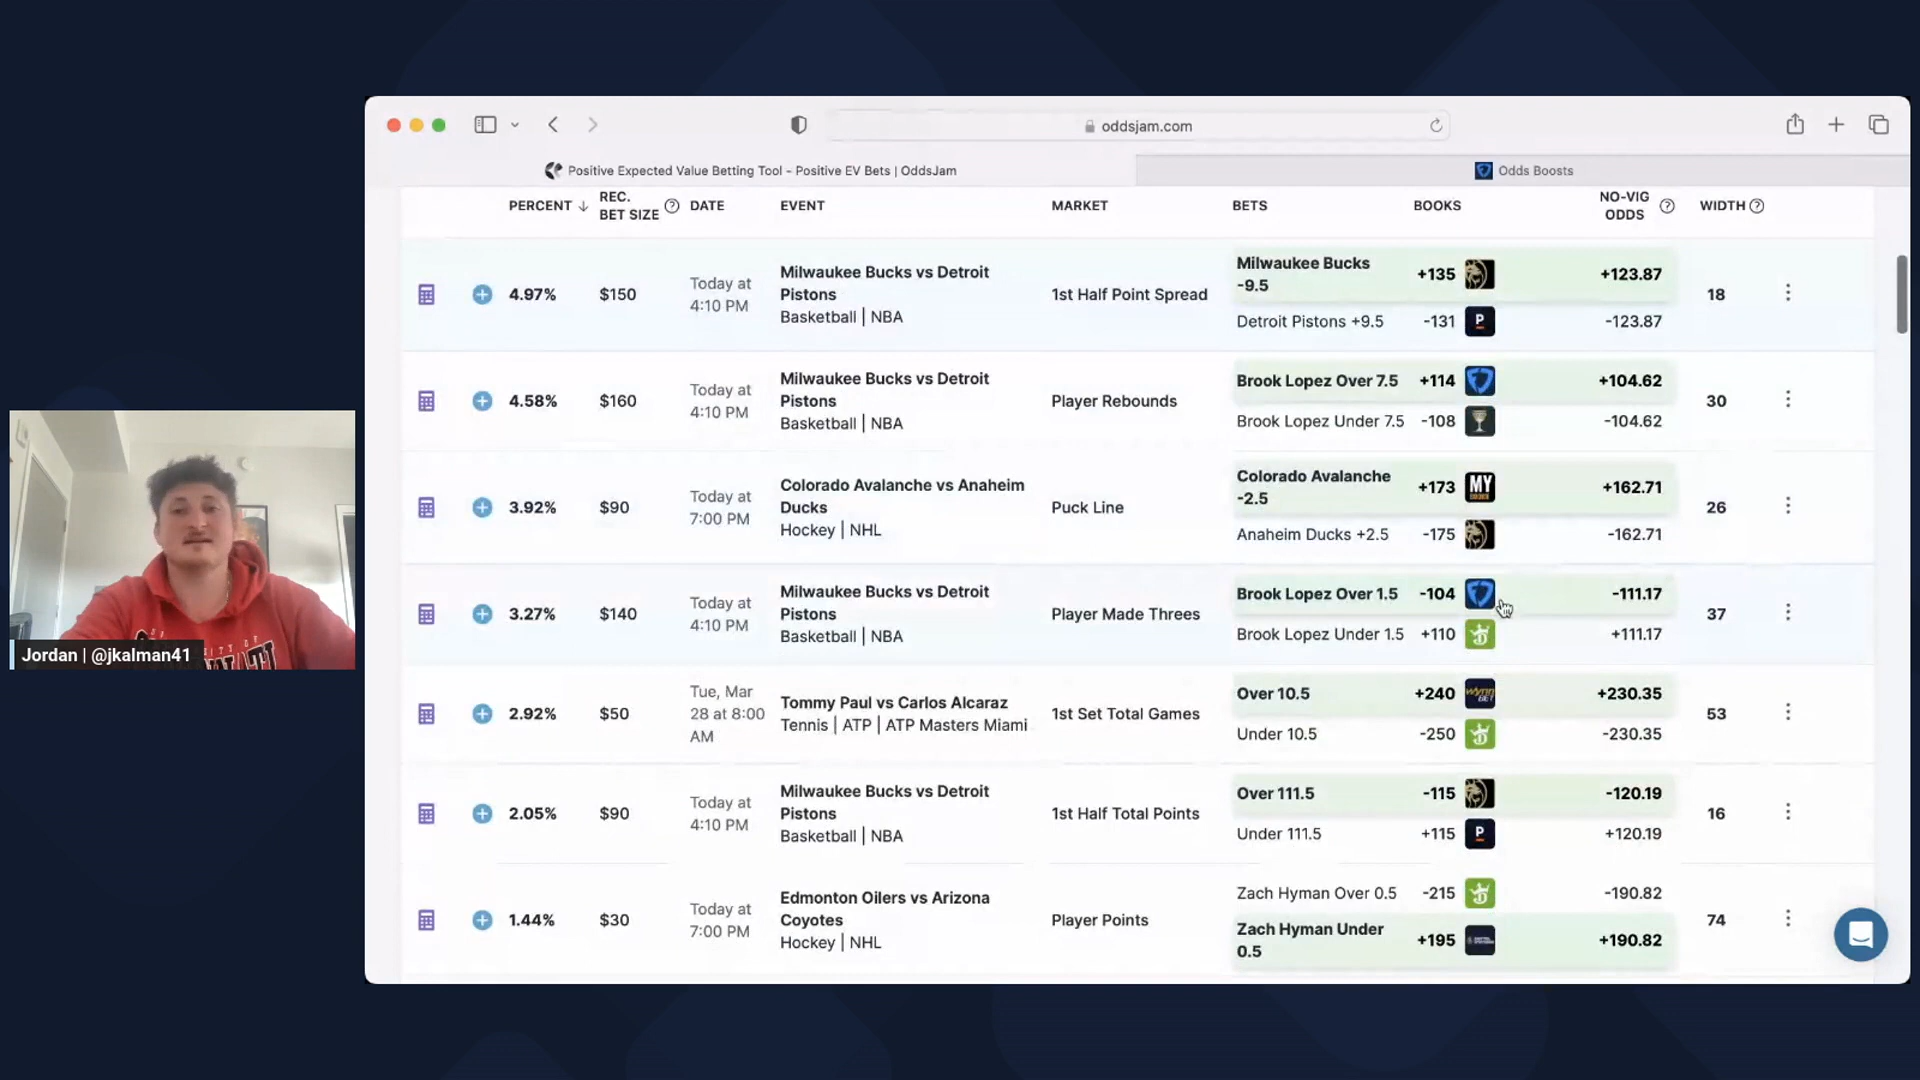 oddsjam.com
Positive Expected Value Betting Tool - Positive EV Bets | OddsJam
Odds Boosts
PERCENT
REC.
BET SIZE
DATE
EVENT
MARKET
BETS
BOOKS
NO-VIG
ODDS
WIDTH
4.97%
$150
Today at
4:10 PM
Milwaukee Bucks vs Detroit
Pistons
Basketball | NBA
1st Half Point Spread
Milwaukee Bucks
-9.5
+135
+123.87
Detroit Pistons +9.5
-131
P
-123.87
18
4.58%
$160
Today at
4:10 PM
Milwaukee Bucks vs Detroit
Pistons
Basketball | NBA
Player Rebounds
Brook Lopez Over 7.5
+114
+104.62
Brook Lopez Under 7.5
-108
-104.62
30
3.92%
$90
Today at
7:00 PM
Colorado Avalanche vs Anaheim
Ducks
Hockey | NHL
Puck Line
Colorado Avalanche
-2.5
+173
MY
+162.71
Anaheim Ducks +2.5
-175
-162.71
26
3.27%
$140
Today at
4:10 PM
Milwaukee Bucks vs Detroit
Pistons
Basketball | NBA
Player Made Threes
Brook Lopez Over 1.5
-104
-111.17
Brook Lopez Under 1.5
+110
+111.17
37
2.92%
$50
Tue, Mar
28 at 8:00
AM
Tommy Paul vs Carlos Alcaraz
Tennis | ATP | ATP Masters Miami
1st Set Total Games
Over 10.5
+240
WYNN
BET
+230.35
Under 10.5
-250
-230.35
53
2.05%
$90
Today at
4:10 PM
Milwaukee Bucks vs Detroit
Pistons
Basketball | NBA
1st Half Total Points
Over 111.5
-115
-120.19
Under 111.5
+115
P
+120.19
16
1.44%
$30
Today at
7:00 PM
Edmonton Oilers vs Arizona
Coyotes
Hockey | NHL
Player Points
Zach Hyman Over 0.5
-215
-190.82
Zach Hyman Under
0.5
+195
+190.82
74
Jordan | @jkalman41